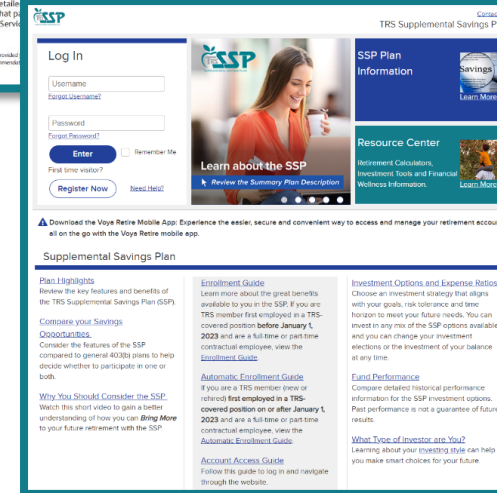 etaile
hat pa
Servic
rovided
mmendat
SSP
Contac
TRS Supplemental Savings P
Log In
Username
Forgot Username?
Password
Forgot Password?
Enter
Remember Me
First time visitor?
Register Now
Need Help?
SSP
Learn about the SSP
Review the Summary Plan Description
SSP Plan
Information
Savings
Learn More
Resource Center
Retirement Calculators,
Investment Tools and Financial
Wellness Information.
Learn More
Download the Voya Retire Mobile App: Experience the easier, secure and convenient way to access and manage your retirement accou
all on the go with the Voya Retire mobile app.
Supplemental Savings Plan
Plan Highlights
Review the key features and benefits of
the TRS Supplemental Savings Plan (SSP).
Compare your Savings
Opportunities
Consider the features of the SSP
compared to general 403(b) plans to help
decide whether to participate in one or
both.
Why You Should Consider the SSP
Watch this short video to gain a better
understanding of how you can Bring More
to your future retirement with the SSP
Enrollment Guide
Learn more about the great benefits
available to you in the SSP. If you are
TRS member first employed in a TRS-
covered position before January 1,
2023 and are a full-time or part-time
contractual employee, view the
Enrollment Guide.
Automatic Enrollment Guide
If you are a TRS member (new or
rehired) first employed in a TRS-
covered position on or after January 1,
2023 and are a full-time or part-time
contractual employee, view the
Automatic Enrollment Guide.
Account Access Guide
Follow this guide to log in and navigate
through the website.
Investment Options and Expense Ratios
Choose an investment strategy that aligns
with your goals, risk tolerance and time
horizon to meet your future needs. You can
invest in any mix of the SSP options available
and you can change your investment
elections or the investment of your balance
at any time.
Fund Performance
Compare detailed historical performance
information for the SSP investment options.
Past performance is not a guarantee of future
results.
What Type of Investor are You?
Learning about your investing style can help
you make smart choices for your future.